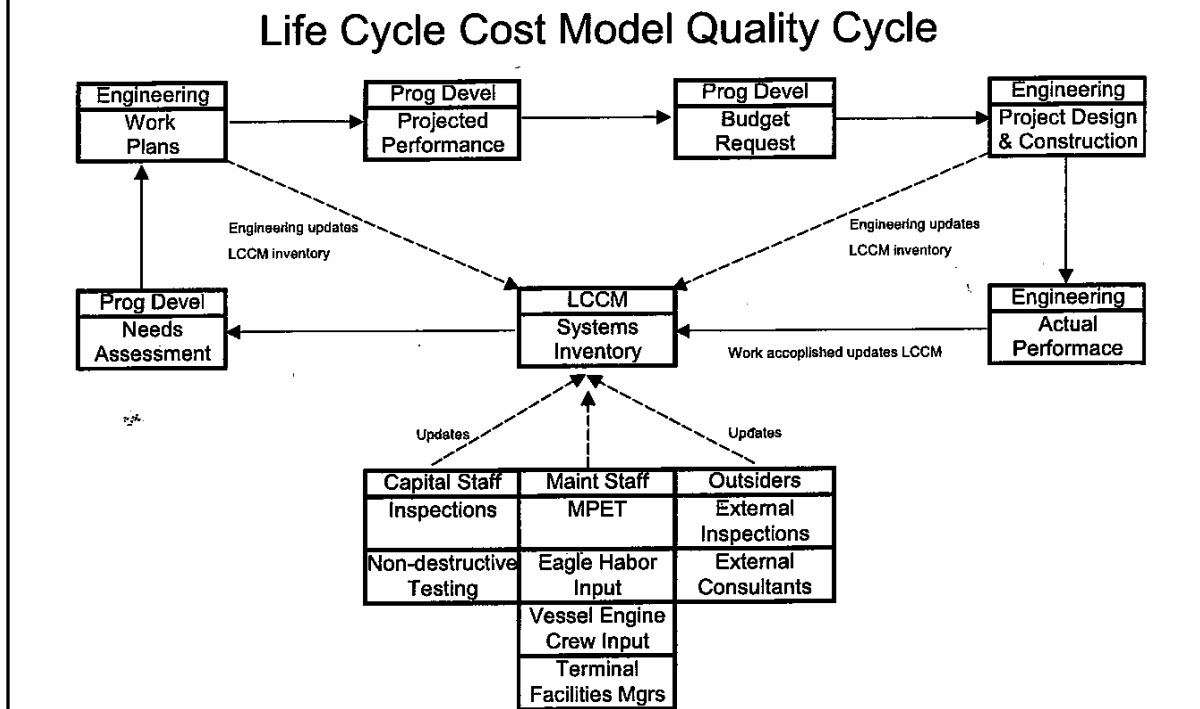 Life Cycle Cost Model Quality Cycle
Engineering
Work
Plans
Prog Devel
Projected
Performance
Prog Devel
Budget
Request
Engineering
Project Design
& Construction
Engineering updates
LCCM inventory
Engineering updates
LCCM inventory
Prog Devel
Needs
Assessment
LCCM
Systems
Inventory
Engineering
Actual
Performace
Work accoplished updates LCCM
Updates
Updates
Capital Staff
Inspections
Non-destructive
Testing
Maint Staff
MPET
Eagle Habor
Input
Vessel Engine
Crew Input
Terminal
Facilities Mgrs
Outsiders
External
Inspections
External
Consultants